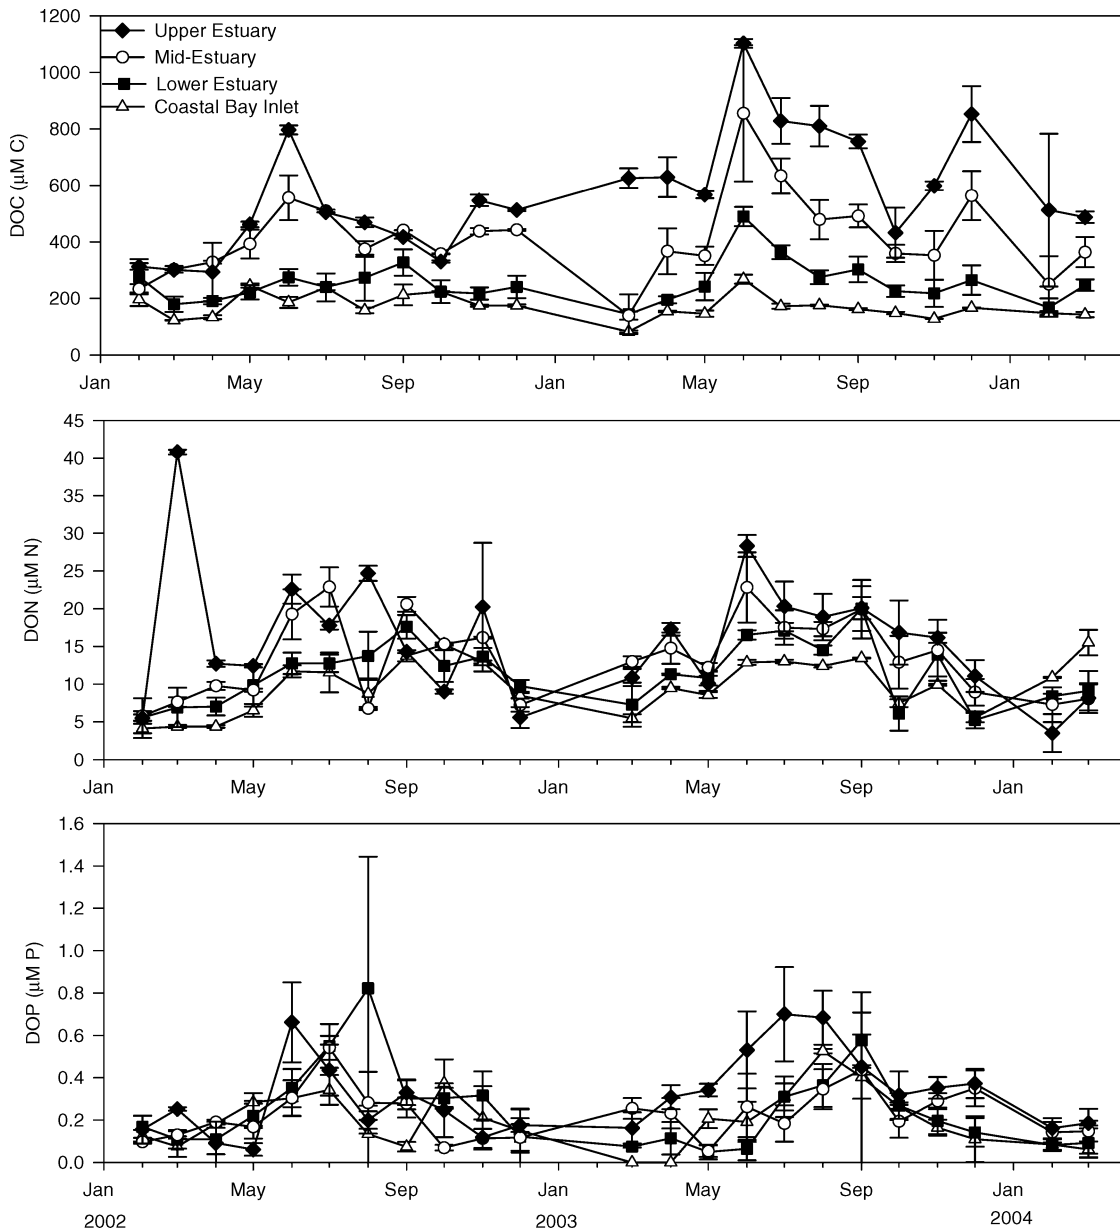 1200
1000
800
600
400
200
0
DOC (µM C)
Upper Estuary
Mid-Estuary
Lower Estuary
Coastal Bay Inlet
Jan May Sep Jan May Sep Jan
45
40
35
30
25
20
15
10
5
0
DON (µM N)
Jan May Sep Jan May Sep Jan
1.6
1.4
1.2
1.0
0.8
0.6
0.4
0.2
0.0
DOP (µM P)
Jan May Sep Jan May Sep Jan
2002 2003 2004